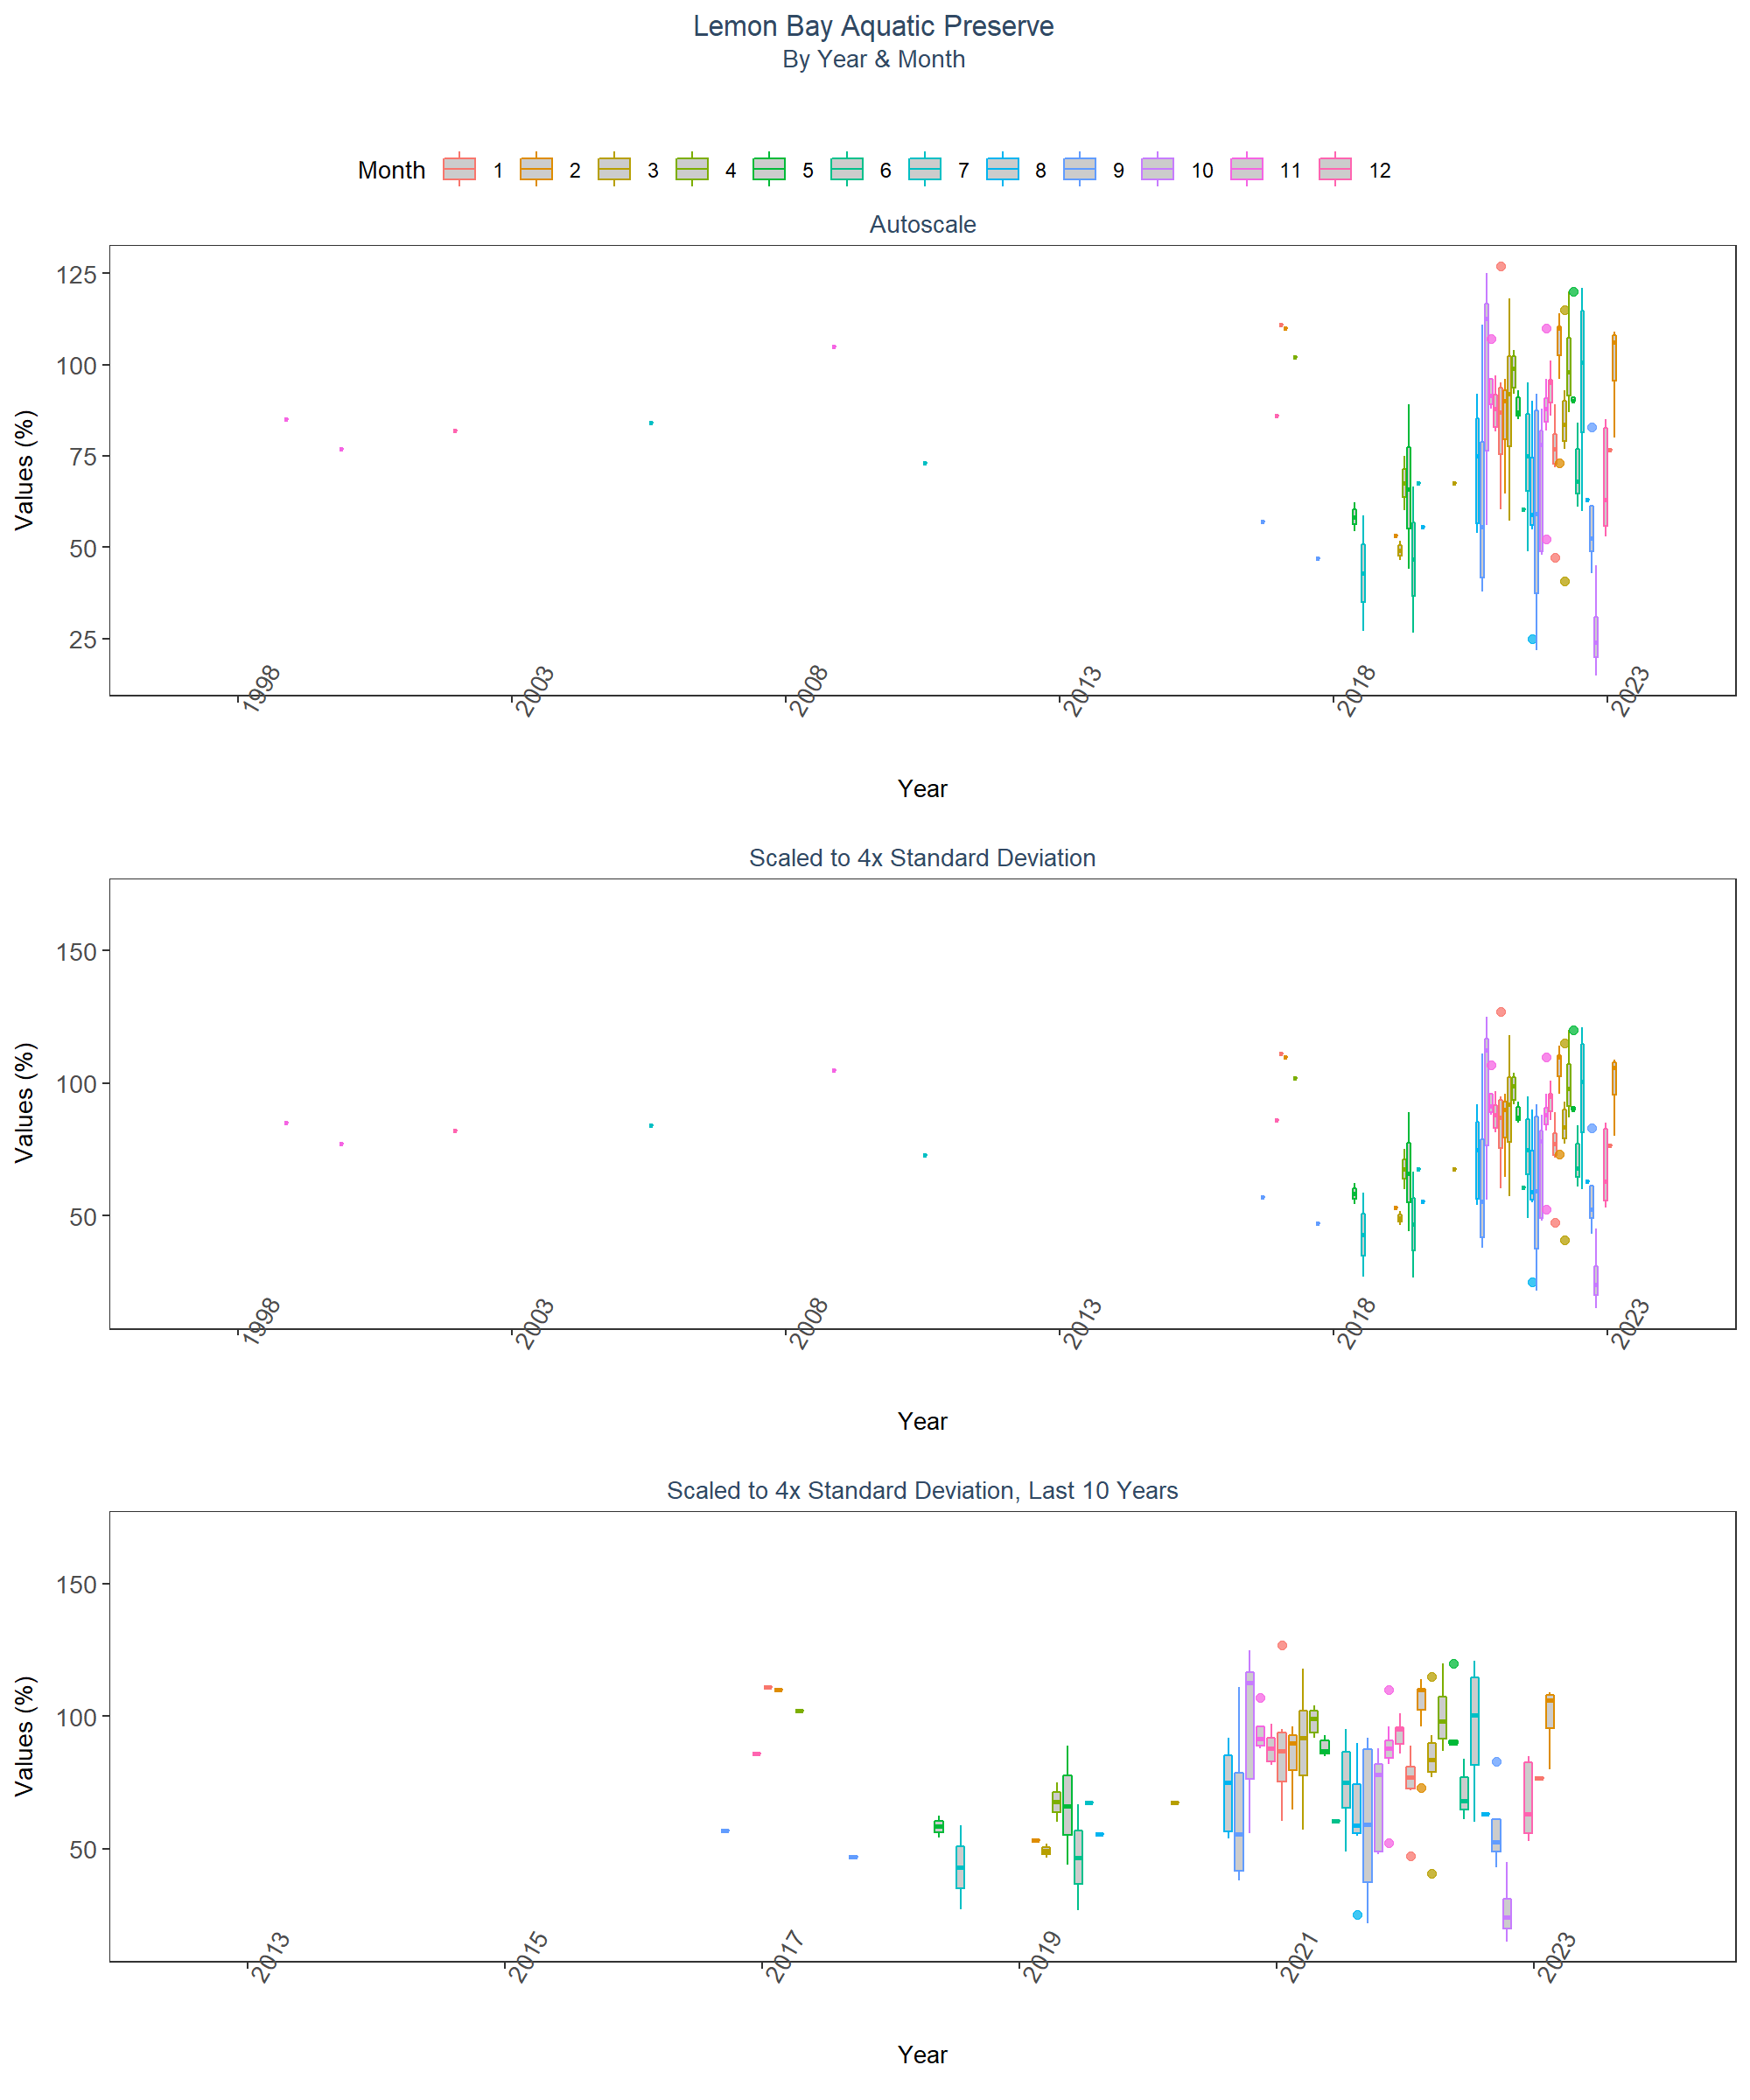 Lemon Bay Aquatic Preserve
By Year & Month
Month 1 2 3 4 5 6 7 8 9 10 11 12
Autoscale
Values (%)
125
100
75
50
25
1998 2003 2008 2013 2018 2023
Year
Scaled to 4x Standard Deviation
Values (%)
150
100
50
1998 2003 2008 2013 2018 2023
Year
Scaled to 4x Standard Deviation, Last 10 Years
Values (%)
150
100
50
2013 2015 2017 2019 2021 2023
Year